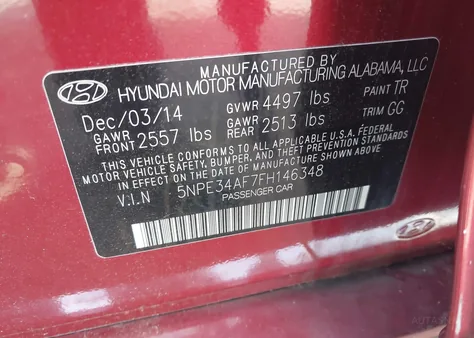 MANUFACTURED BY
HYUNDAI MOTOR MANUFACTURING ALABAMA, LLC
Dec/03/14 GVWR 4497 lbs PAINT TR
GAWR FRONT 2557 lbs GAWR REAR 2513 lbs TRIM GG
THIS VEHICLE CONFORMS TO ALL APPLICABLE U.S.A. FEDERAL
MOTOR VEHICLE SAFETY, BUMPER, AND THEFT PREVENTION STANDARDS
IN EFFECT ON THE DATE OF MANUFACTURE SHOWN ABOVE.
V.I.N 5NPE34AF7FH146348
PASSENGER CAR